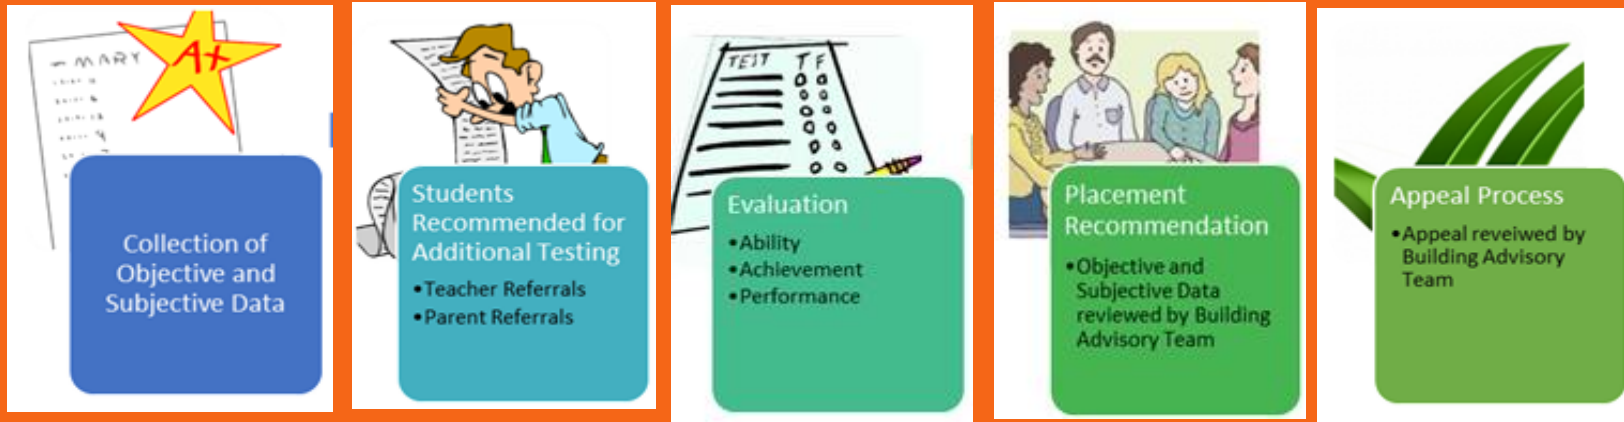 MARY
A+
Collection of
Objective and
Subjective Data
Students
Recommended for
Additional Testing
•Teacher Referrals
•Parent Referrals
TEST T F
Evaluation
•Ability
•Achievement
•Performance
Placement
Recommendation
•Objective and
Subjective Data
reviewed by Building
Advisory Team
Appeal Process
•Appeal reveiwed by
Building Advisory
Team